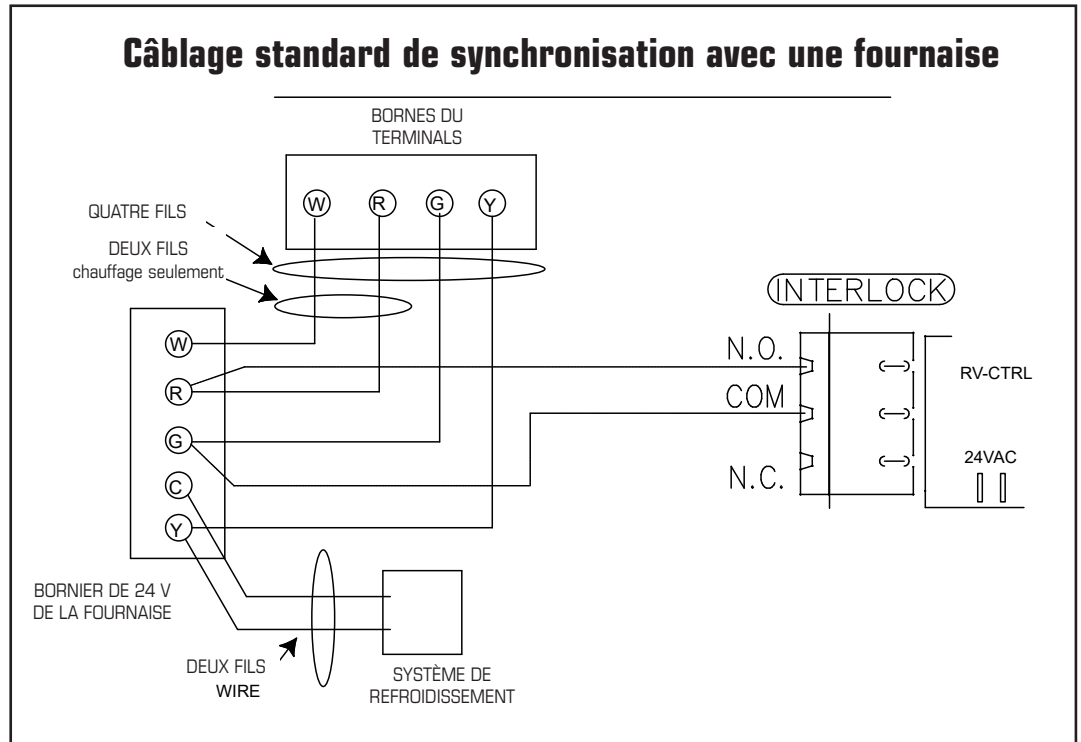 Câblage standard de synchronisation avec une fournaise
BORNES DU
TERMINALS
W R G Y
QUATRE FILS
DEUX FILS
chauffage seulement
INTERLOCK
W
R
G
C
Y
N.O.
COM
N.C.
RV-CTRL
24VAC
BORNIER DE 24 V
DE LA FOURNAISE
DEUX FILS
WIRE
SYSTÈME DE
REFROIDISSEMENT